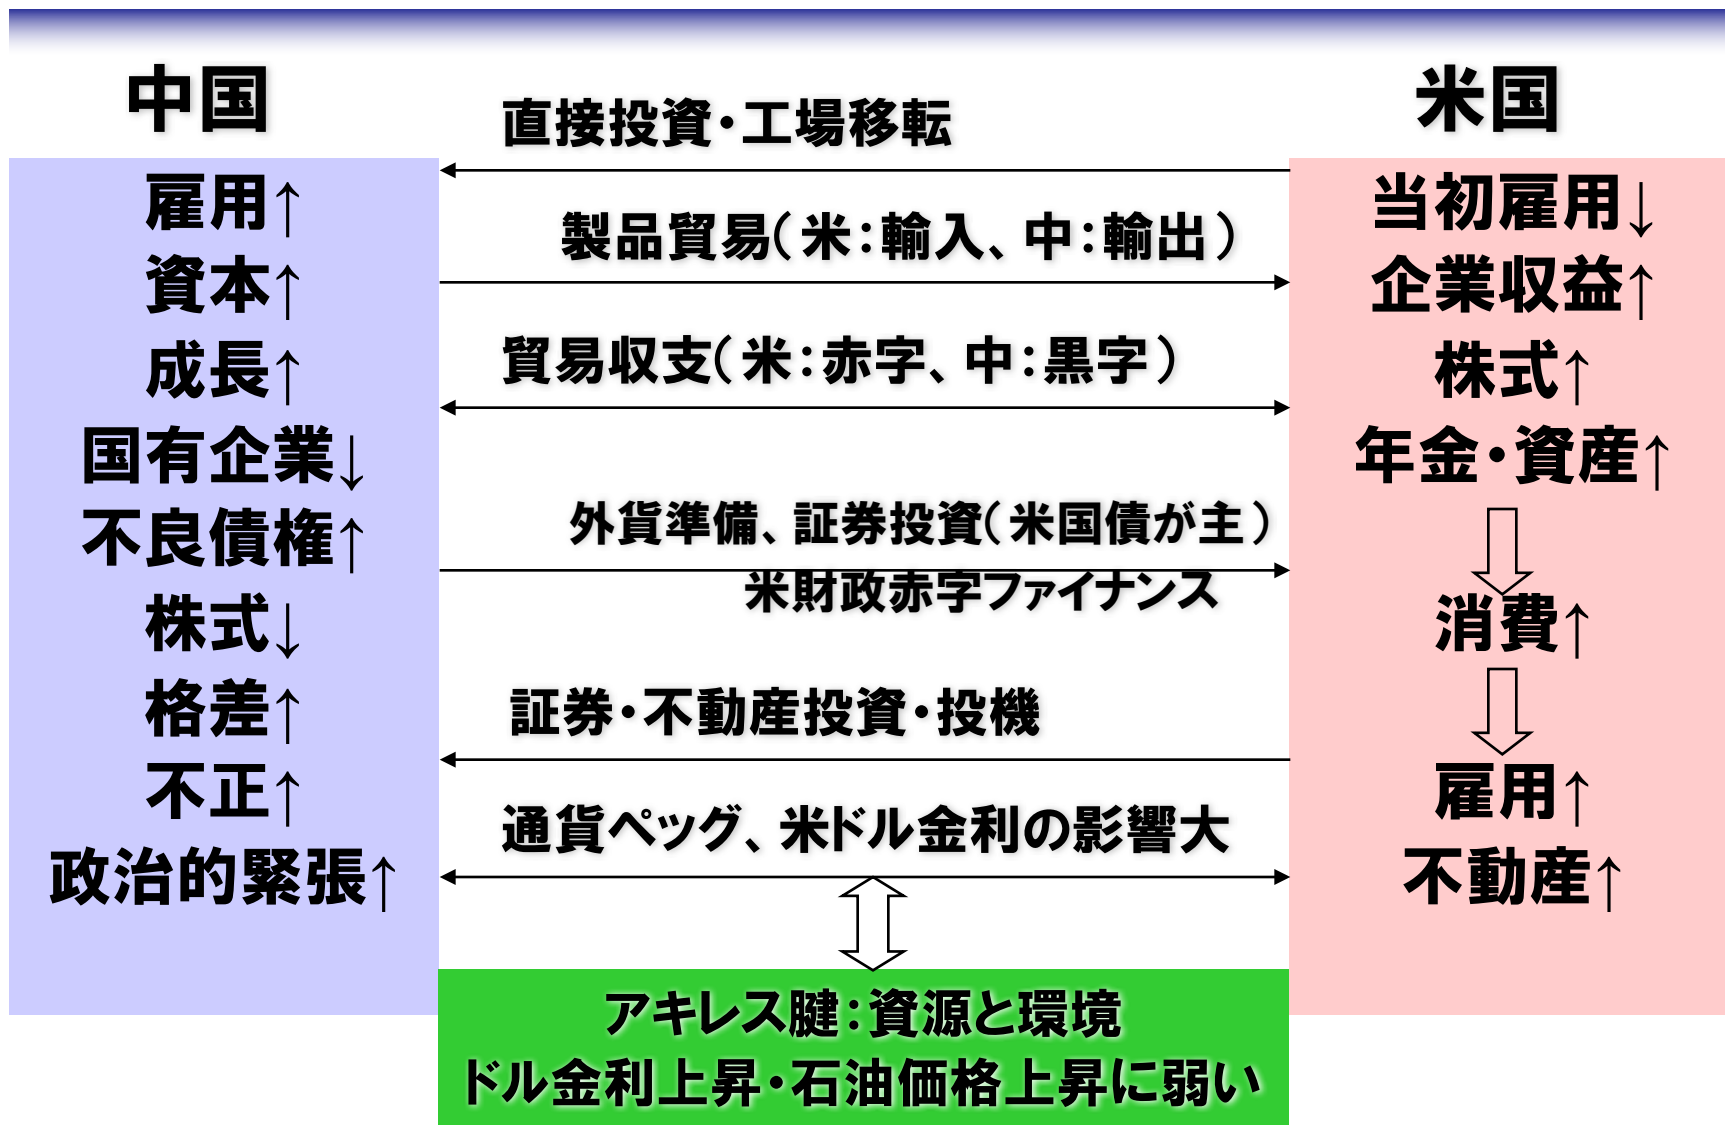 中国
雇用↑
資本↑
成長↑
国有企業↓
不良債権↑
株式↓
格差↑
不正↑
政治的緊張↑
直接投資・工場移転
製品貿易(米:輸入、中:輸出)
貿易収支(米:赤字、中:黒字)
外貨準備、証券投資(米国債が主)
米財政赤字ファイナンス
証券・不動産投資・投機
通貨ペッグ、米ドル金利の影響大
米国
当初雇用↓
企業収益↑
株式↑
年金・資産↑
消費↑
雇用↑
不動産↑
アキレス腱:資源と環境
ドル金利上昇・石油価格上昇に弱い